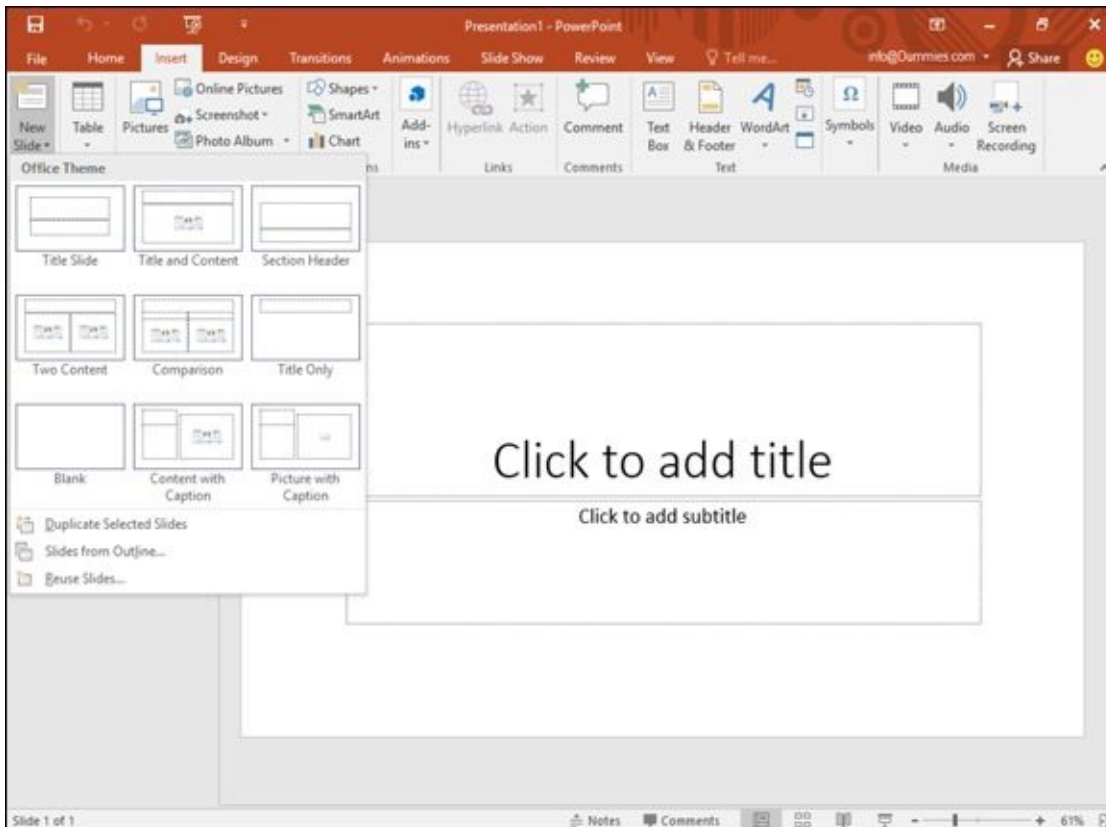 Presentation1 - PowerPoint
File Home Insert Design Transitions Animations Slide Show Review View Tell me... info@Dummies.com Share
New Slide
Table
Pictures
Online Pictures
Screenshot
Photo Album
Shapes
SmartArt
Chart
Add-ins
Hyperlink Action
Comment
Text Box
Header & Footer
WordArt
Symbols
Video Audio Screen Recording
Links Comments Text Media
Office Theme
Title Slide Title and Content Section Header
Two Content Comparison Title Only
Blank Content with Caption Picture with Caption
Duplicate Selected Slides
Slides from Outline...
Reuse Slides...
Click to add title
Click to add subtitle
Slide 1 of 1 Notes Comments 61%